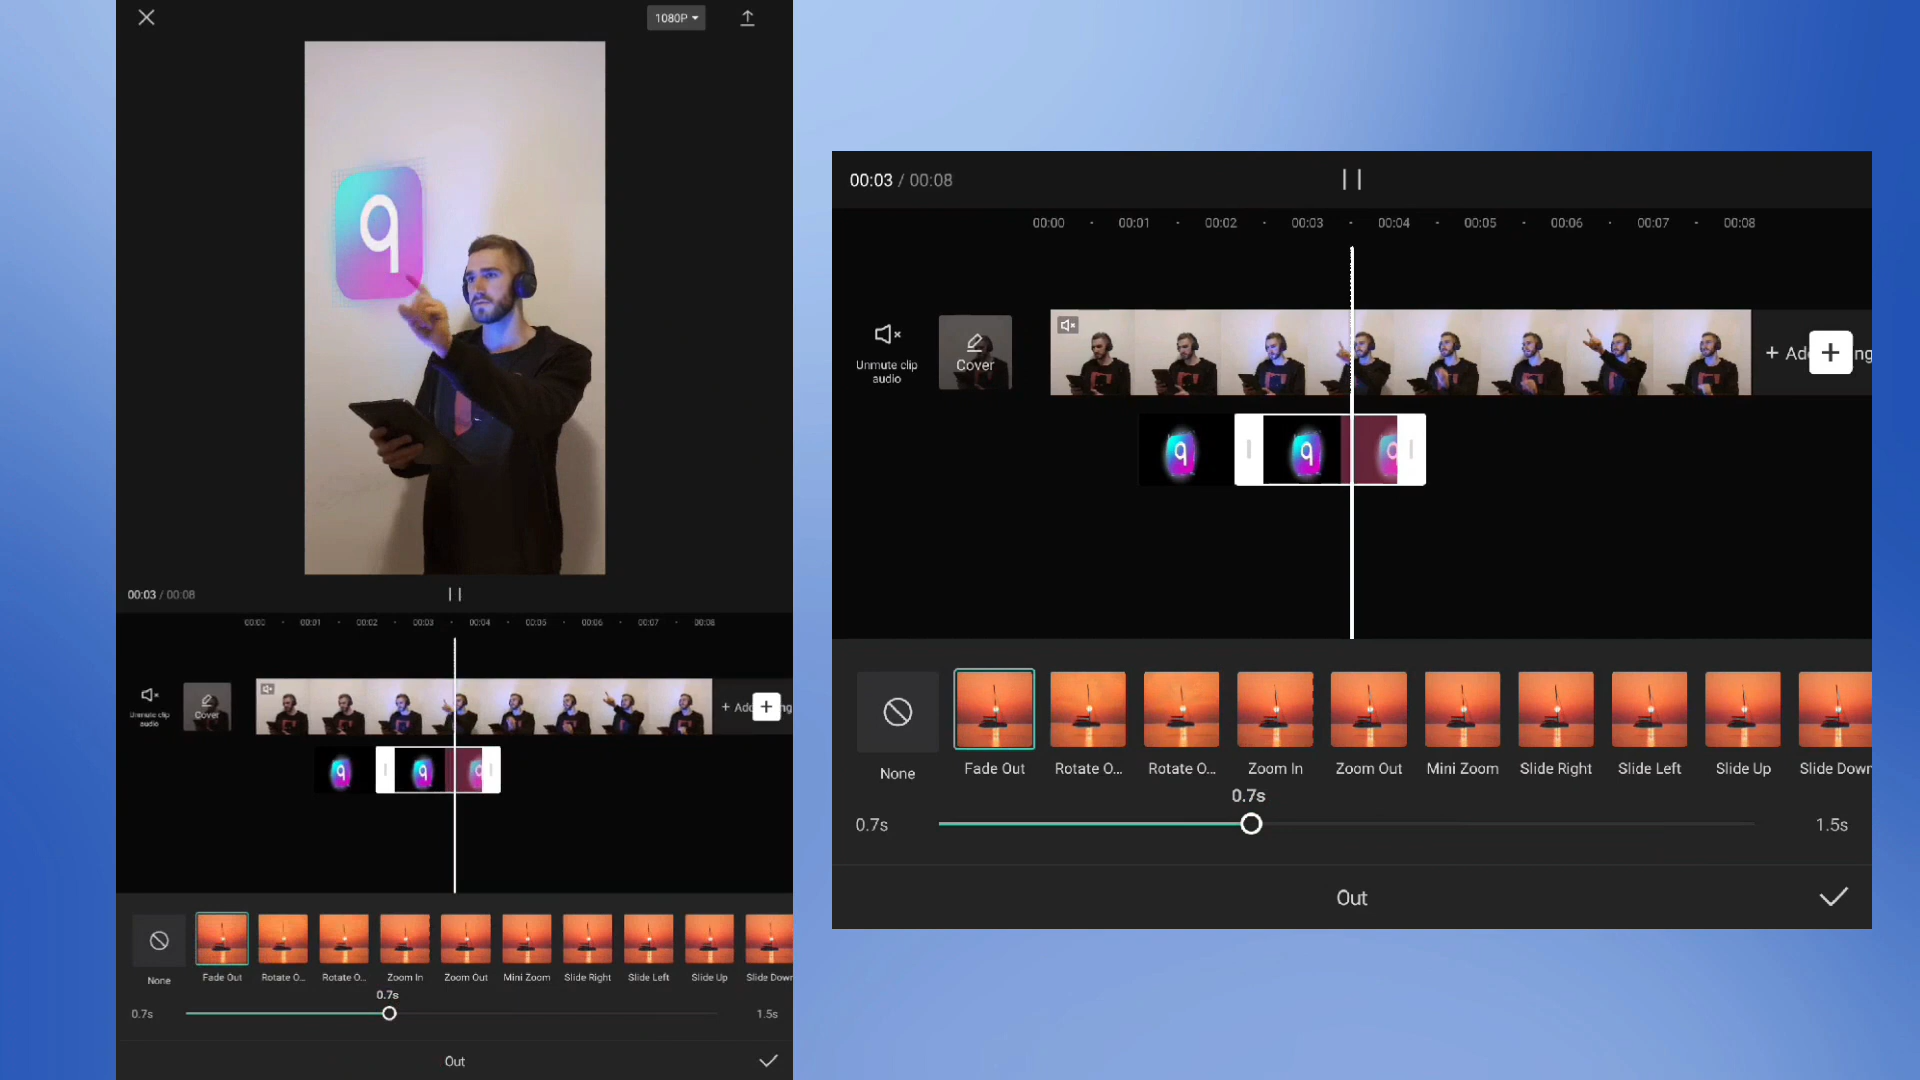 1080P
q
00:03 / 00:08
00:00 00:01 00:02 00:03 00:04 00:05 00:06 00:07 00:08
Unmute clip
audio
Cover
+ Add
ng
q q q
None
Fade Out
Rotate O...
Rotate O...
Zoom In
Zoom Out
Mini Zoom
Slide Right
Slide Left
Slide Up
Slide Down
0.7s
0.7s
1.5s
Out
00:03 / 00:08
00:00 00:01 00:02 00:03 00:04 00:05 00:06 00:07 00:08
Unmute clip
audio
Cover
+ Add
ng
q q q
None
Fade Out
Rotate O...
Rotate O...
Zoom In
Zoom Out
Mini Zoom
Slide Right
Slide Left
Slide Up
Slide Down
0.7s
0.7s
1.5s
Out